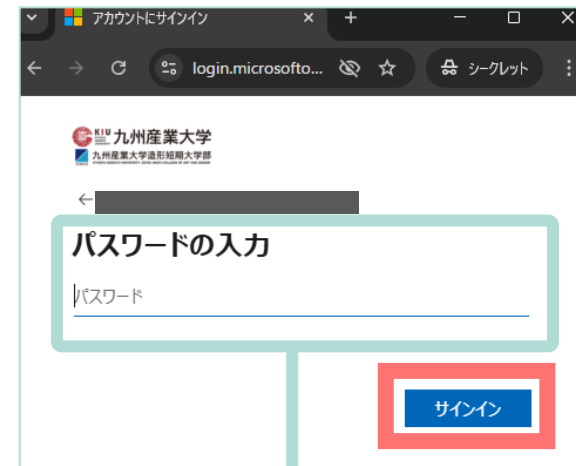 アカウントにサインイン
login.microsofto...
シークレット
KIU 九州産業大学
九州産業大学造形短期大学部
パスワードの入力
パスワード
サインイン